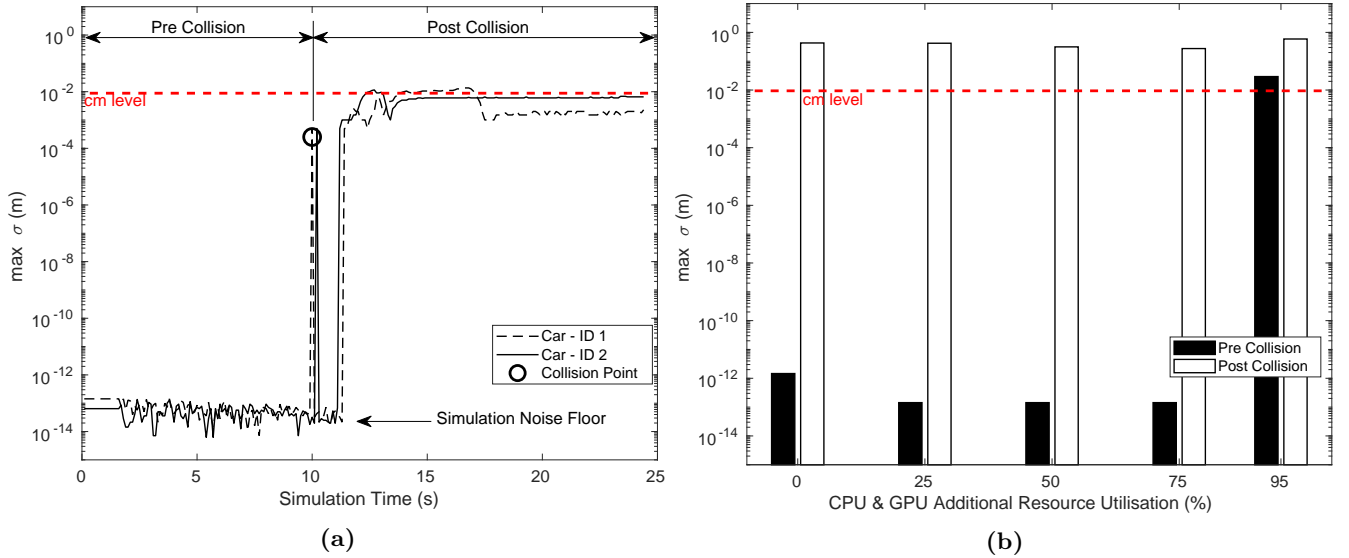 Pre Collision
Post Collision
10^0
10^-2
10^-4
10^-6
10^-8
10^-10
10^-12
10^-14
max σ (m)
cm level
Car - ID 1
Car - ID 2
Collision Point
Simulation Noise Floor
0 5 10 15 20 25
Simulation Time (s)
(a)
10^0
10^-2
10^-4
10^-6
10^-8
10^-10
10^-12
10^-14
max σ (m)
cm level
Pre Collision
Post Collision
0 25 50 75 95
CPU & GPU Additional Resource Utilisation (%)
(b)